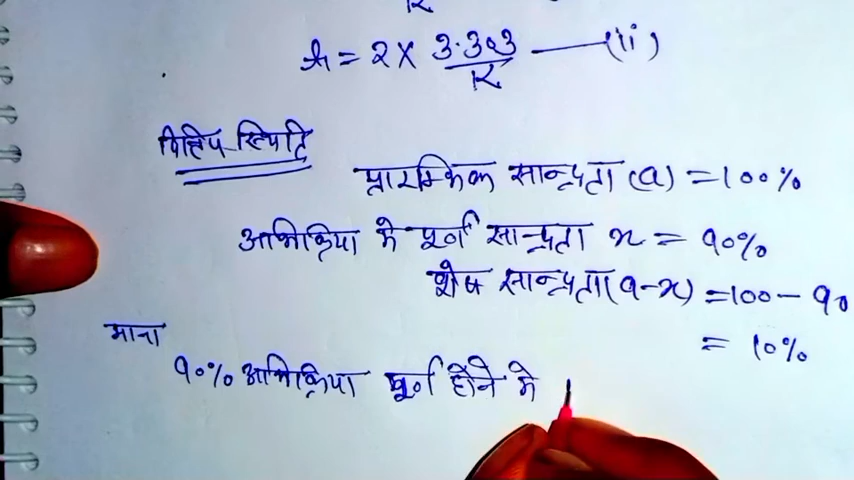 K
t = 2 × 3.303/K —(ii)
द्वितीय स्थिति
प्रारम्भिक सान्द्रता (a) = 100%
अभिक्रिया मे पूर्ण सान्द्रता x = 90%
शेष सान्द्रता (a-x) = 100 - 90
= 10%
माना
90% अभिक्रिया पूर्ण होने मे